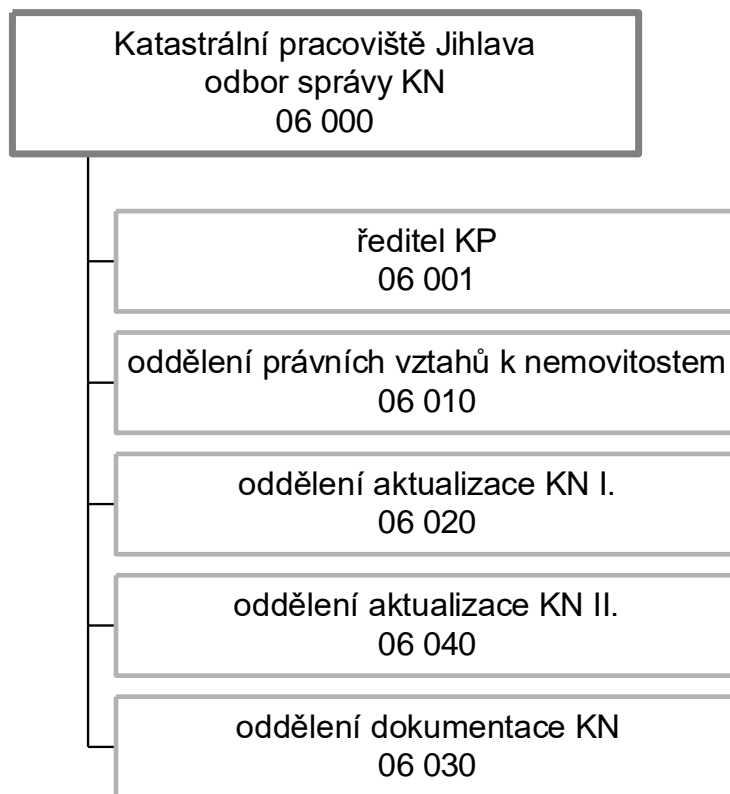 Katastrální pracoviště Jihlava
odbor správy KN
06 000
ředitel KP
06 001
oddělení právních vztahů k nemovitostem
06 010
oddělení aktualizace KN I.
06 020
oddělení aktualizace KN II.
06 040
oddělení dokumentace KN
06 030